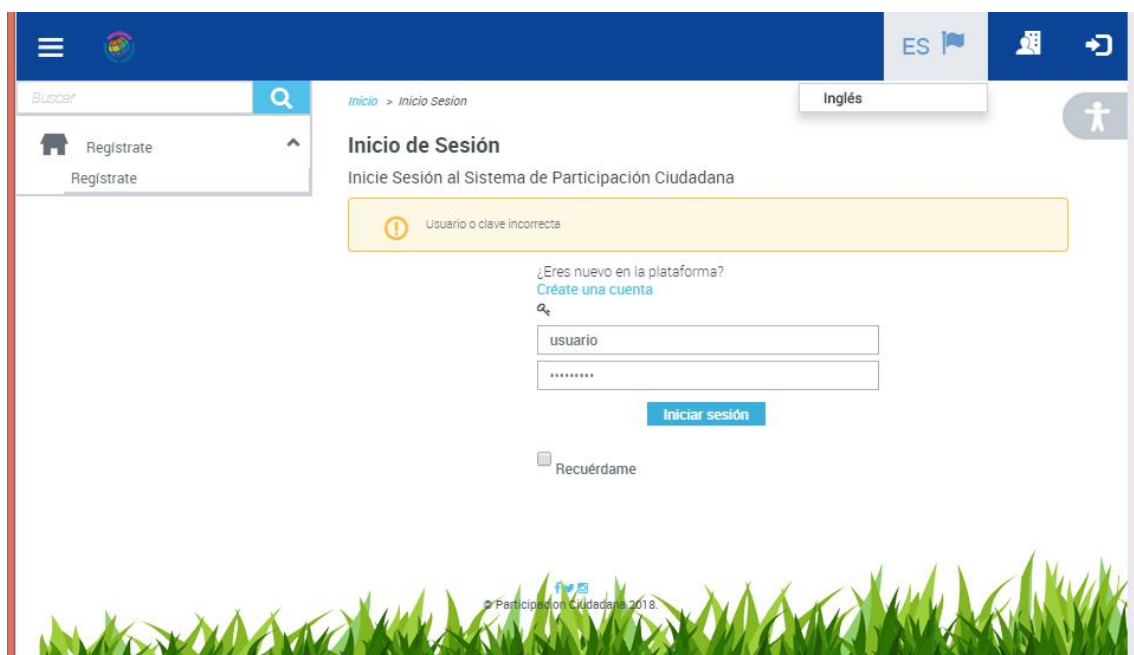 ES
Buscar
Inicio > Inicio Sesion
Inglés
Regístrate
Regístrate
Inicio de Sesión
Inicie Sesión al Sistema de Participación Ciudadana
Usuario o clave incorrecta
¿Eres nuevo en la plataforma?
Créate una cuenta
usuario
•••••••••
Iniciar sesión
Recuérdame
© Participacion Ciudadana 2018.